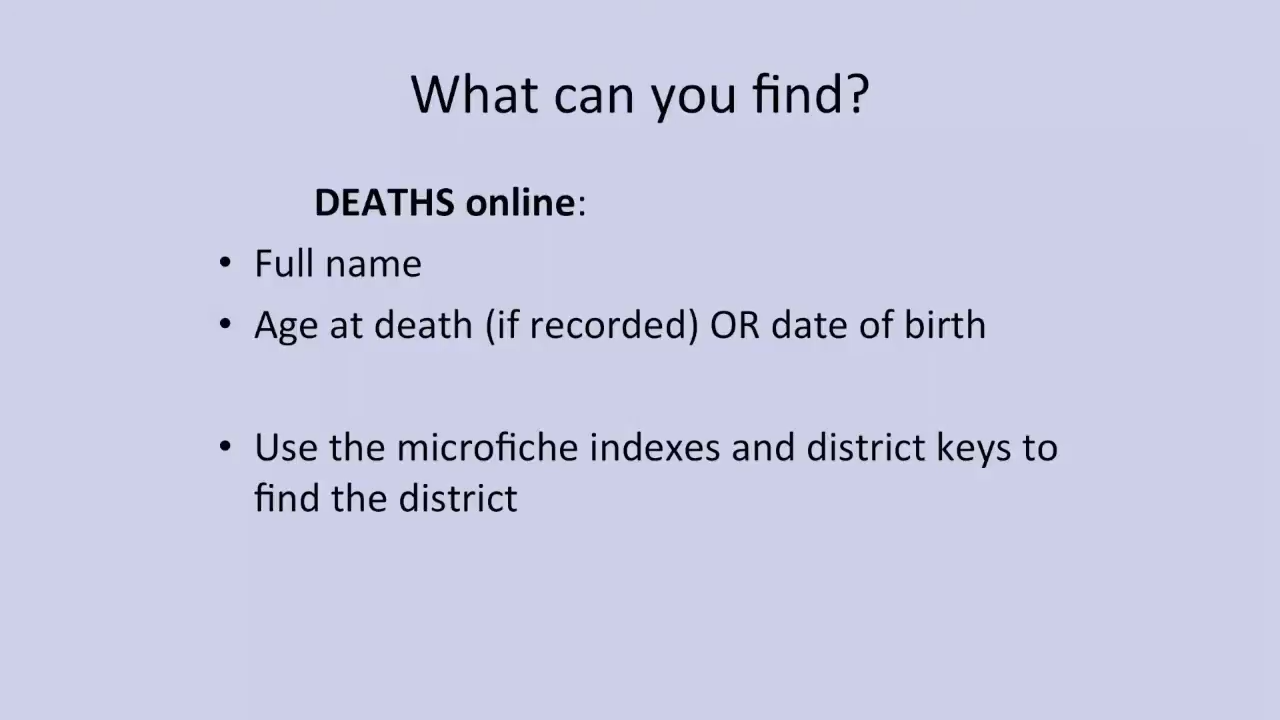 What can you find?
DEATHS online:
• Full name
• Age at death (if recorded) OR date of birth
• Use the microfiche indexes and district keys to
find the district